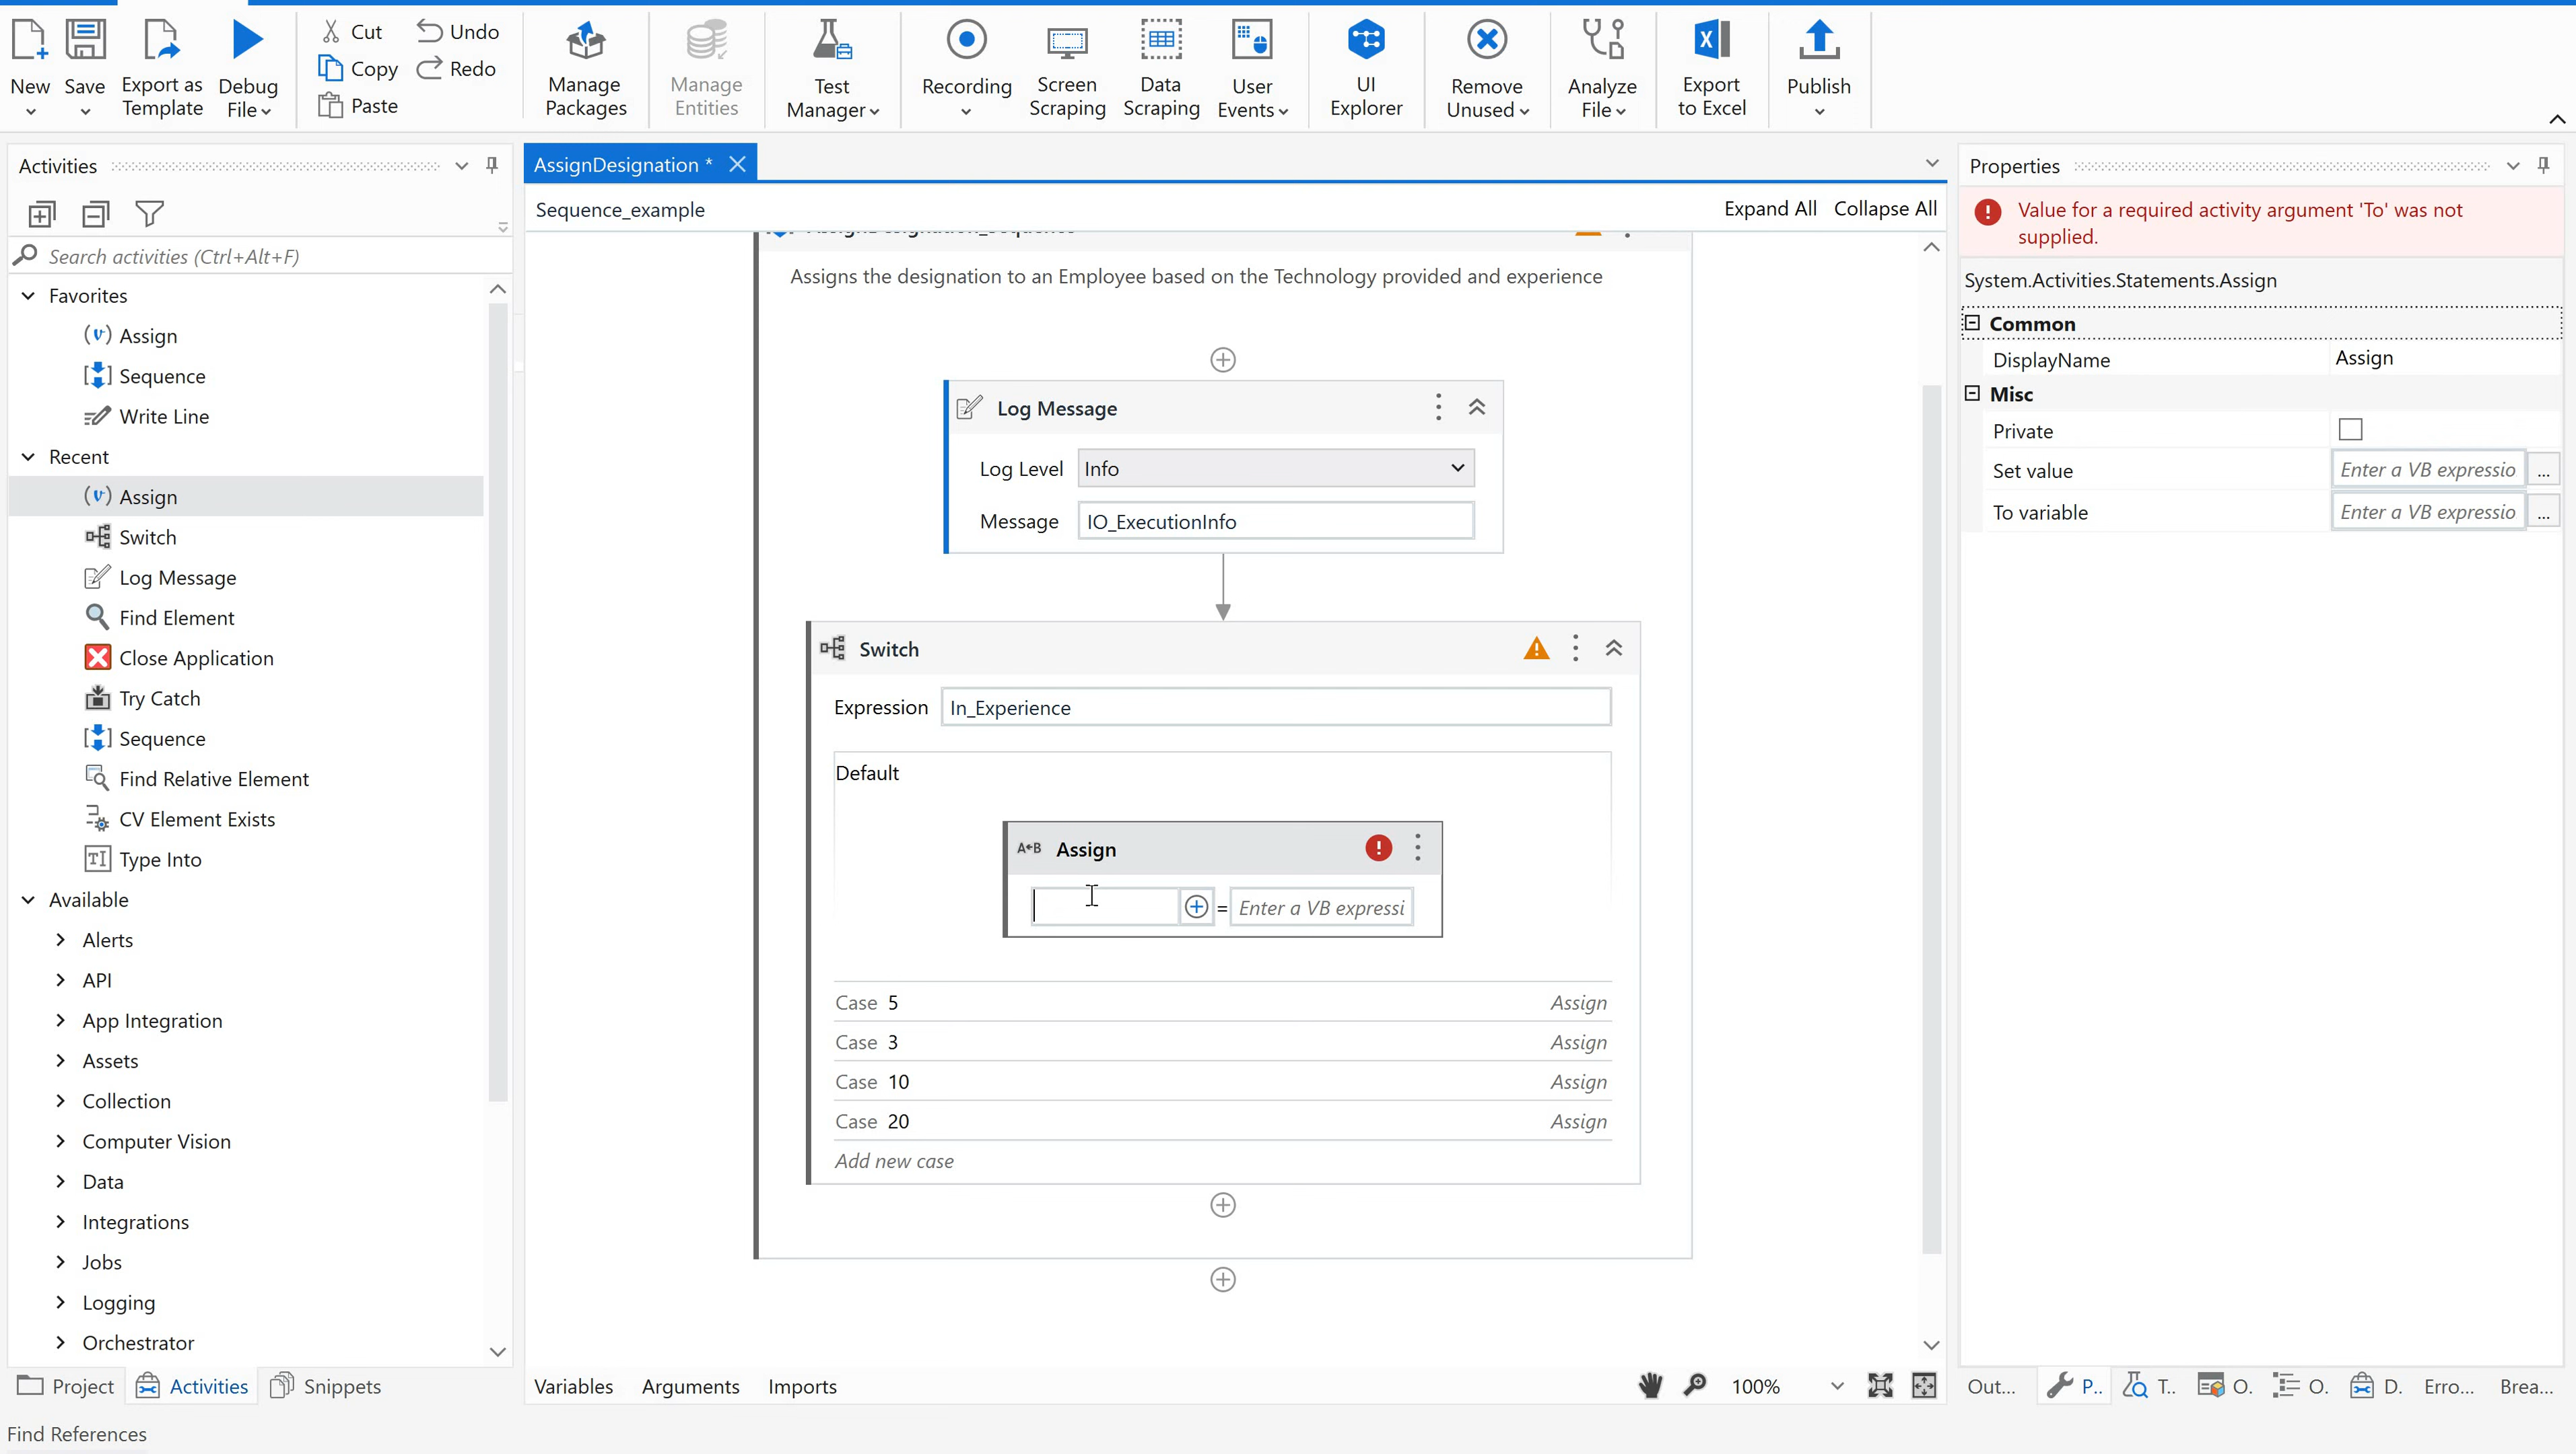 New
Save
Export as
Template
Debug
File
Cut
Copy
Paste
Undo
Redo
Manage
Packages
Manage
Entities
Test
Manager
Recording
Screen
Scraping
Data
Scraping
User
Events
UI
Explorer
Remove
Unused
Analyze
File
Export
to Excel
Publish
Activities
Search activities (Ctrl+Alt+F)
Favorites
Assign
Sequence
Write Line
Recent
Assign
Switch
Log Message
Find Element
Close Application
Try Catch
Sequence
Find Relative Element
CV Element Exists
Type Into
Available
Alerts
API
App Integration
Assets
Collection
Computer Vision
Data
Integrations
Jobs
Logging
Orchestrator
Project
Activities
Snippets
Find References
AssignDesignation *
Sequence_example
Expand All
Collapse All
Assigns the designation to an Employee based on the Technology provided and experience
Log Message
Log Level Info
Message IO_ExecutionInfo
Switch
Expression In_Experience
Default
A←B Assign
= Enter a VB expressi
Case 5 Assign
Case 3 Assign
Case 10 Assign
Case 20 Assign
Add new case
Variables
Arguments
Imports
100%
Properties
Value for a required activity argument 'To' was not
supplied.
System.Activities.Statements.Assign
Common
DisplayName Assign
Misc
Private
Set value Enter a VB expressio ...
To variable Enter a VB expressio ...
Out...
P..
T..
O.
O.
D.
Erro...
Brea...